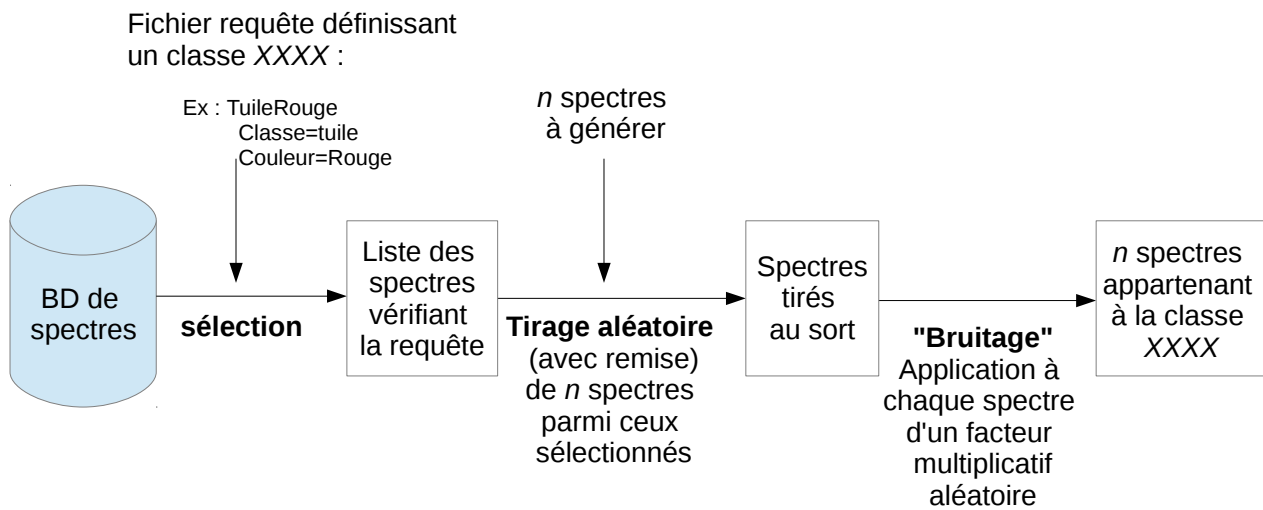 Fichier requête définissant
un classe XXXX :
Ex : TuileRouge
Classe=tuile
Couleur=Rouge
n spectres
à générer
BD de
spectres
sélection
Liste des
spectres
vérifiant
la requête
Tirage aléatoire
(avec remise)
de n spectres
parmi ceux
sélectionnés
Spectres
tirés
au sort
"Bruitage"
Application à
chaque spectre
d'un facteur
multiplicatif
aléatoire
n spectres
appartenant
à la classe
XXXX